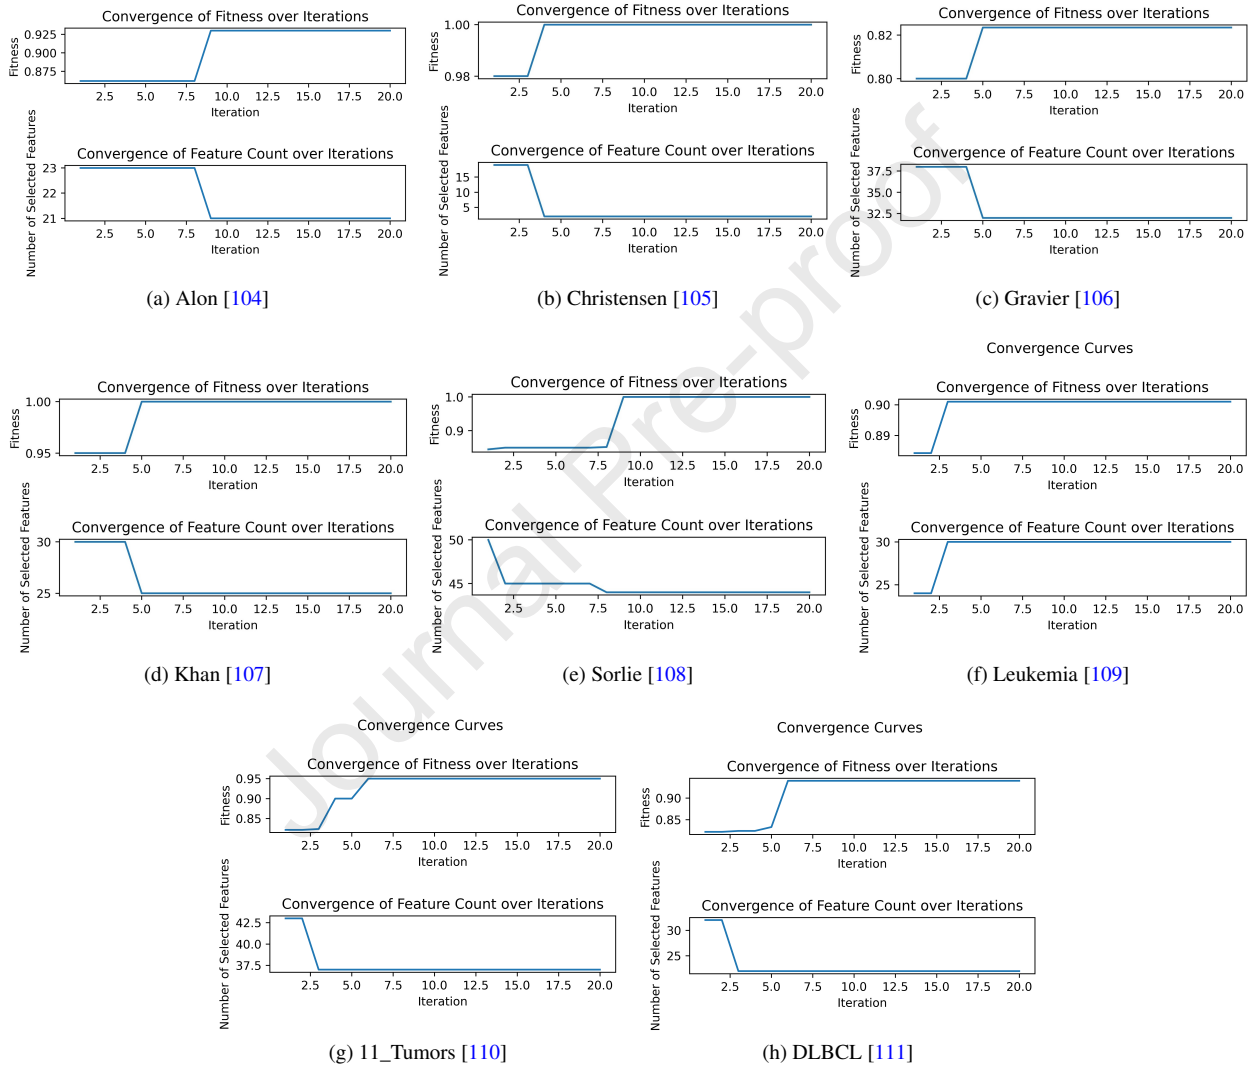 Convergence of Fitness over Iterations
0.925
0.900
0.875
Fitness
2.5 5.0 7.5 10.0 12.5 15.0 17.5 20.0
Iteration
Convergence of Feature Count over Iterations
23
22
21
Number of Selected Features
2.5 5.0 7.5 10.0 12.5 15.0 17.5 20.0
Iteration
(a) Alon [104]
Convergence of Fitness over Iterations
1.00
0.98
Fitness
2.5 5.0 7.5 10.0 12.5 15.0 17.5 20.0
Iteration
Convergence of Feature Count over Iterations
15
10
5
Number of Selected Features
2.5 5.0 7.5 10.0 12.5 15.0 17.5 20.0
Iteration
(b) Christensen [105]
Convergence of Fitness over Iterations
0.82
0.80
Fitness
2.5 5.0 7.5 10.0 12.5 15.0 17.5 20.0
Iteration
Convergence of Feature Count over Iterations
37.5
35.0
32.5
Number of Selected Features
2.5 5.0 7.5 10.0 12.5 15.0 17.5 20.0
Iteration
(c) Gravier [106]
Convergence of Fitness over Iterations
1.00
0.95
Fitness
2.5 5.0 7.5 10.0 12.5 15.0 17.5 20.0
Iteration
Convergence of Feature Count over Iterations
30
25
Number of Selected Features
2.5 5.0 7.5 10.0 12.5 15.0 17.5 20.0
Iteration
(d) Khan [107]
Convergence of Fitness over Iterations
1.0
0.9
Fitness
2.5 5.0 7.5 10.0 12.5 15.0 17.5 20.0
Iteration
Convergence of Feature Count over Iterations
50
45
Number of Selected Features
2.5 5.0 7.5 10.0 12.5 15.0 17.5 20.0
Iteration
(e) Sorlie [108]
Convergence Curves
Convergence of Fitness over Iterations
0.90
0.89
Fitness
2.5 5.0 7.5 10.0 12.5 15.0 17.5 20.0
Iteration
Convergence of Feature Count over Iterations
30
25
Number of Selected Features
2.5 5.0 7.5 10.0 12.5 15.0 17.5 20.0
Iteration
(f) Leukemia [109]
Convergence Curves
Convergence of Fitness over Iterations
0.95
0.90
0.85
Fitness
2.5 5.0 7.5 10.0 12.5 15.0 17.5 20.0
Iteration
Convergence of Feature Count over Iterations
42.5
40.0
37.5
Number of Selected Features
2.5 5.0 7.5 10.0 12.5 15.0 17.5 20.0
Iteration
(g) 11_Tumors [110]
Convergence Curves
Convergence of Fitness over Iterations
0.90
0.85
Fitness
2.5 5.0 7.5 10.0 12.5 15.0 17.5 20.0
Iteration
Convergence of Feature Count over Iterations
30
25
Number of Selected Features
2.5 5.0 7.5 10.0 12.5 15.0 17.5 20.0
Iteration
(h) DLBCL [111]
Journal Pre-proof